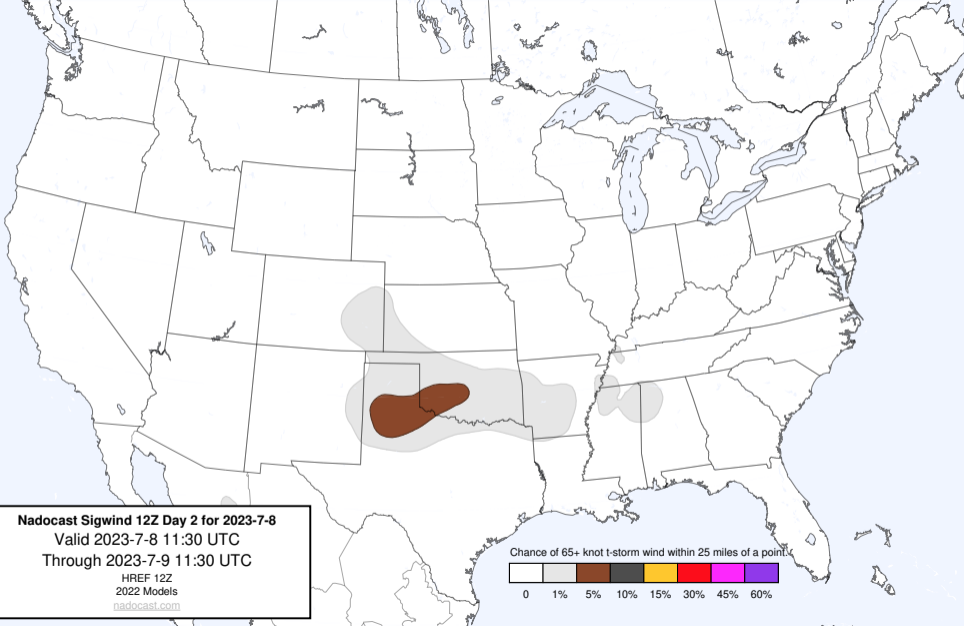 Nadocast Sigwind 12Z Day 2 for 2023-7-8
Valid 2023-7-8 11:30 UTC
Through 2023-7-9 11:30 UTC
HREF 12Z
2022 Models
nadocast.com
Chance of 65+ knot t-storm wind within 25 miles of a point.
0 1% 5% 10% 15% 30% 45% 60%